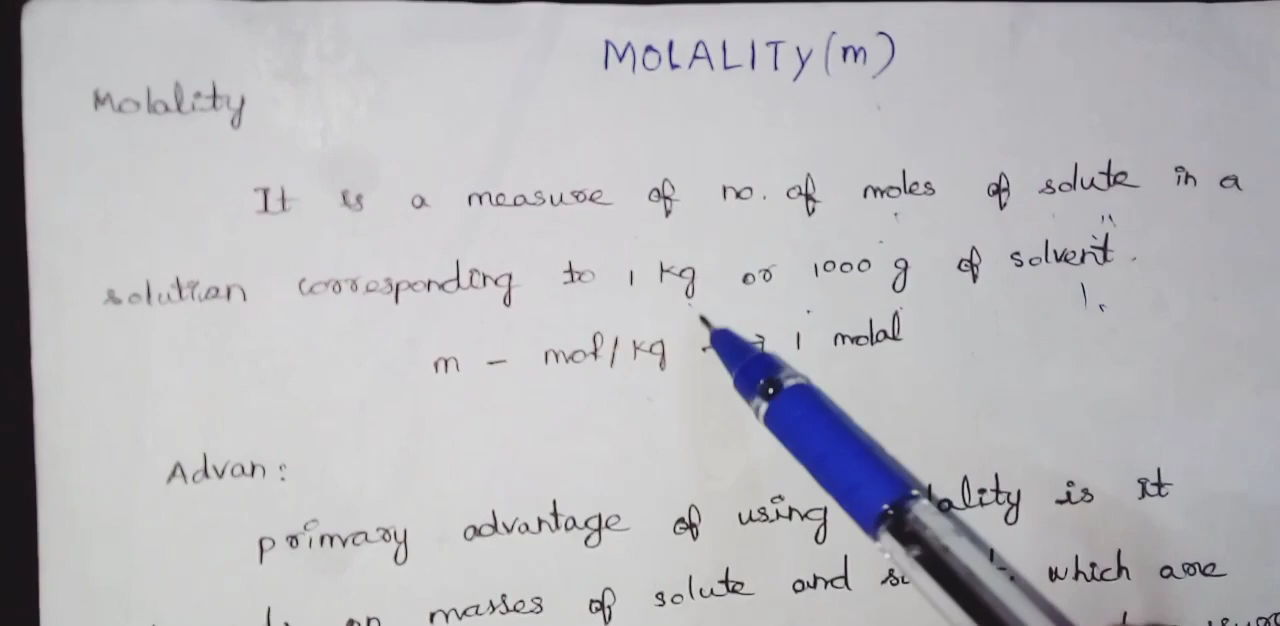 MOLALITY(m)
Molality
It is a measure of no. of moles of solute in a
solution corresponding to 1 kg or 1000 g of solvent.
m - mol/kg → 1 molal
Advan:
primary advantage of using is it
masses of solute and which are